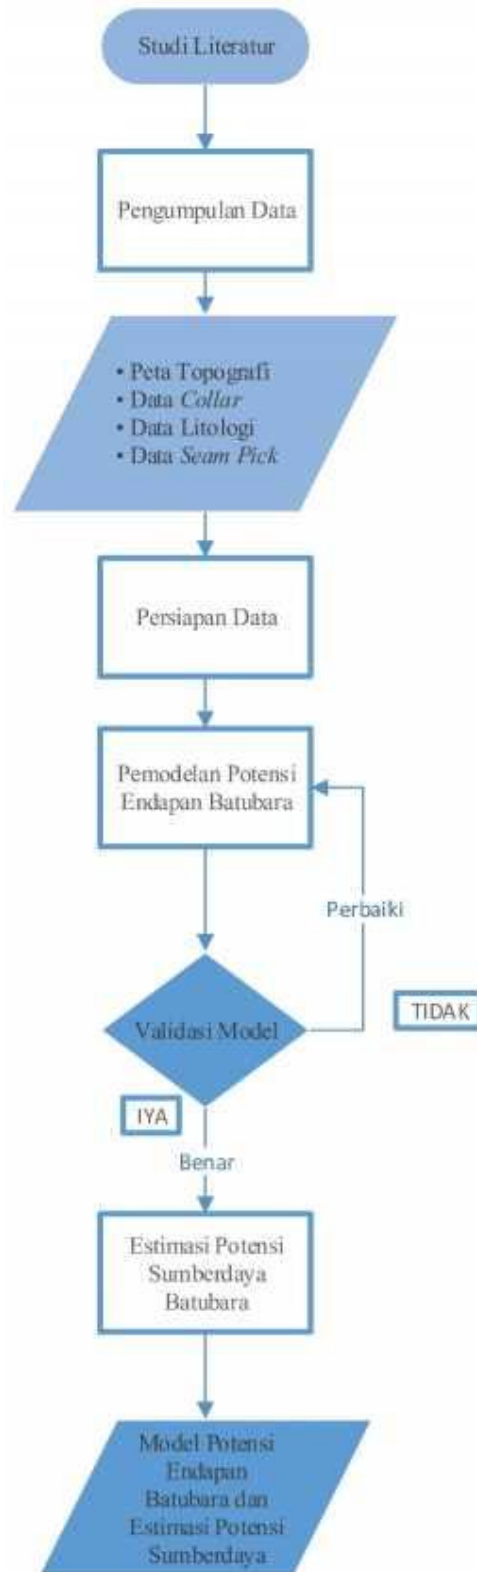 Studi Literatur
Pengumpulan Data
• Peta Topografi
• Data Collar
• Data Litologi
• Data Seam Pick
Persiapan Data
Pemodelan Potensi
Endapan Batubara
Perbaiki
Validasi Model
TIDAK
IYA
Benar
Estimasi Potensi
Sumberdaya
Batubara
Model Potensi
Endapan
Batubara dan
Estimasi Potensi
Sumberdaya